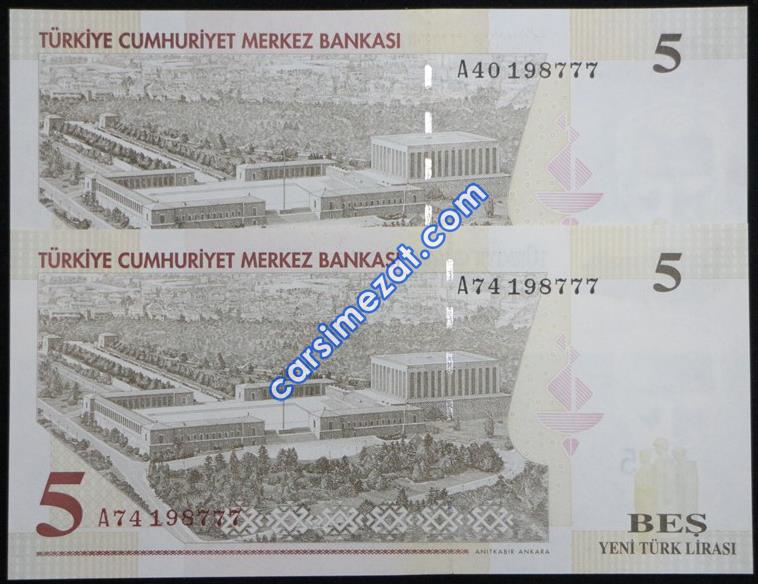 TÜRKİYE CUMHURİYET MERKEZ BANKASI
A40 198777
5
TÜRKİYE CUMHURİYET MERKEZ BANKASI
A74 198777
5
carsimezat.com
5
A74 198777
BEŞ
YENİ TÜRK LİRASI
ANITKABİR ANKARA